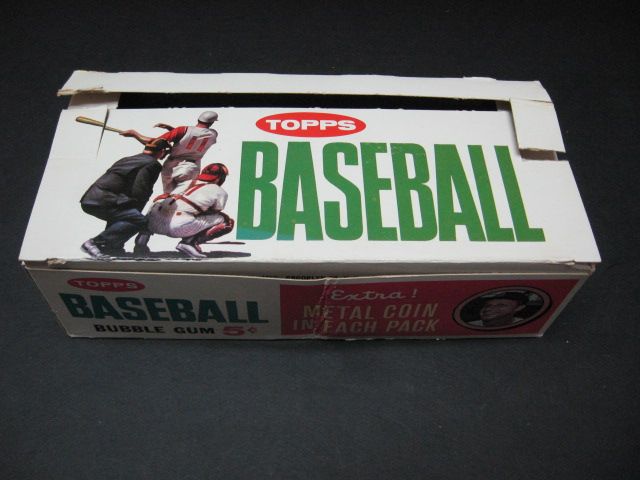 TOPPS
BASEBALL
TOPPS
BASEBALL
BUBBLE GUM 5¢
Extra!
METAL COIN
IN EACH PACK